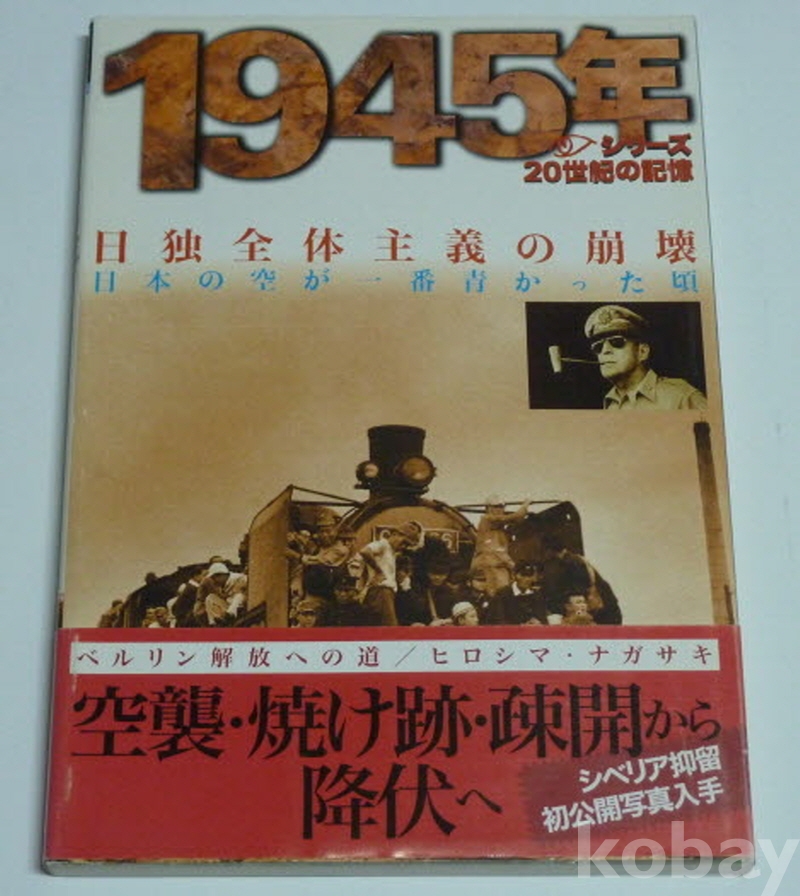 1945年
シリーズ
20世紀の記憶
日独全体主義の崩壊
日本の空が一番青かった頃
ベルリン解放への道/ヒロシマ・ナガサキ
空襲・焼け跡・疎開から
降伏へ
シベリア抑留
初公開写真入手
kobay